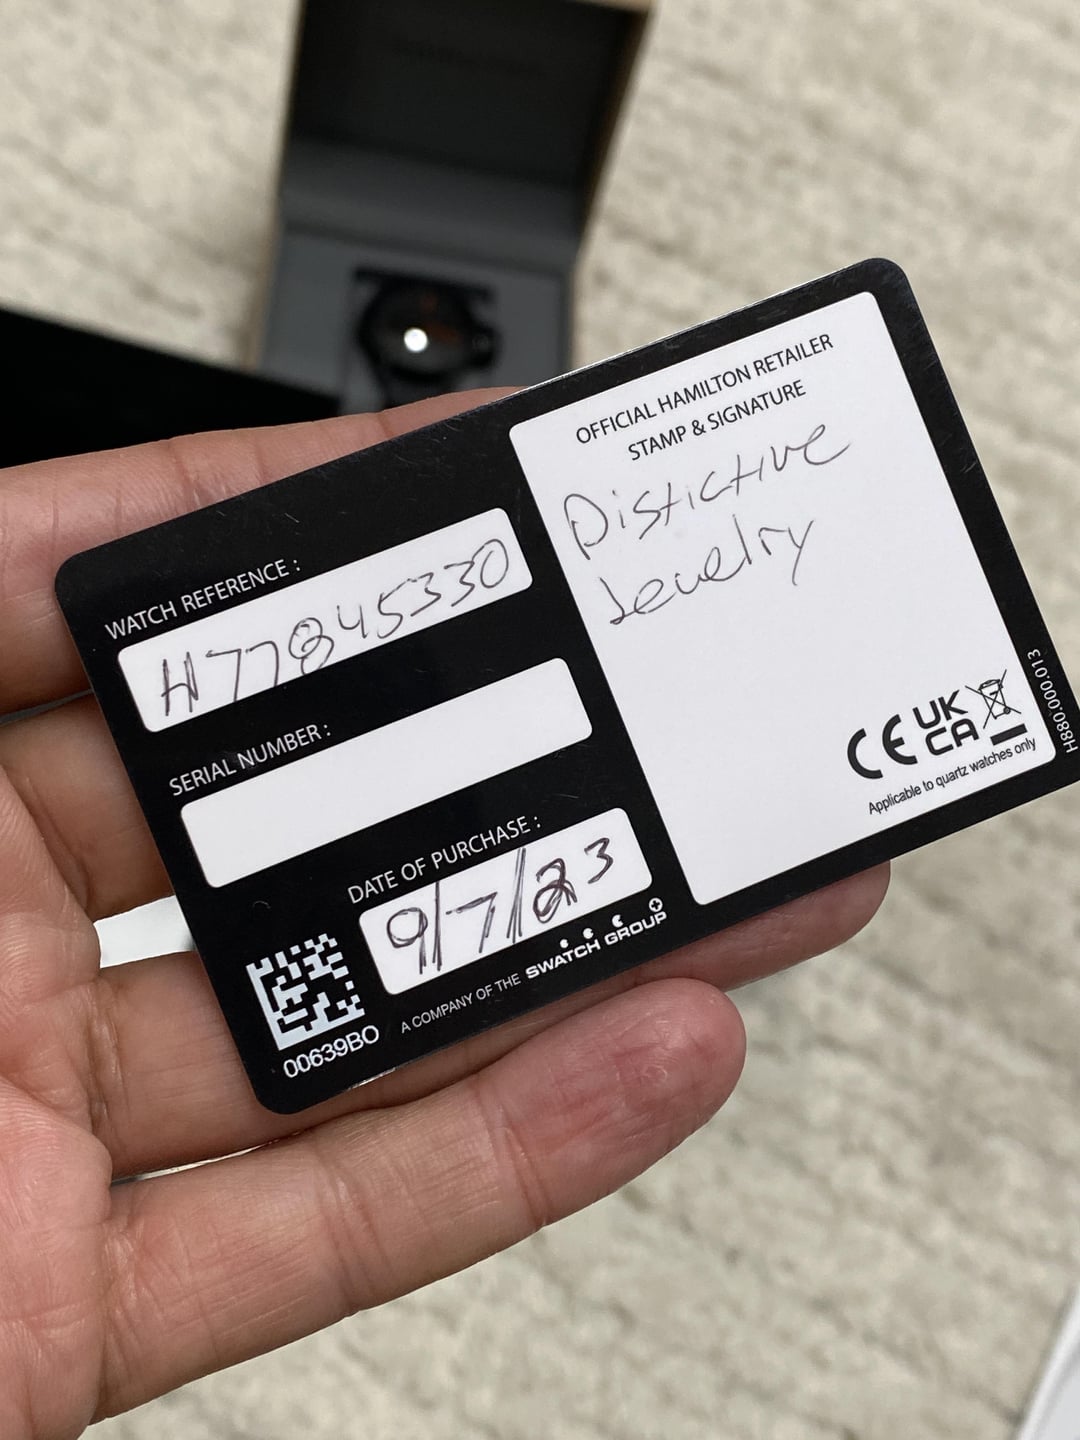 OFFICIAL HAMILTON RETAILER
STAMP & SIGNATURE
Distictive
Jewelry
WATCH REFERENCE :
H77845330
SERIAL NUMBER :
DATE OF PURCHASE :
9/7/23
00639BO
A COMPANY OF THE SWATCH GROUP
CE UK CA
Applicable to quartz watches only
H880.000.013